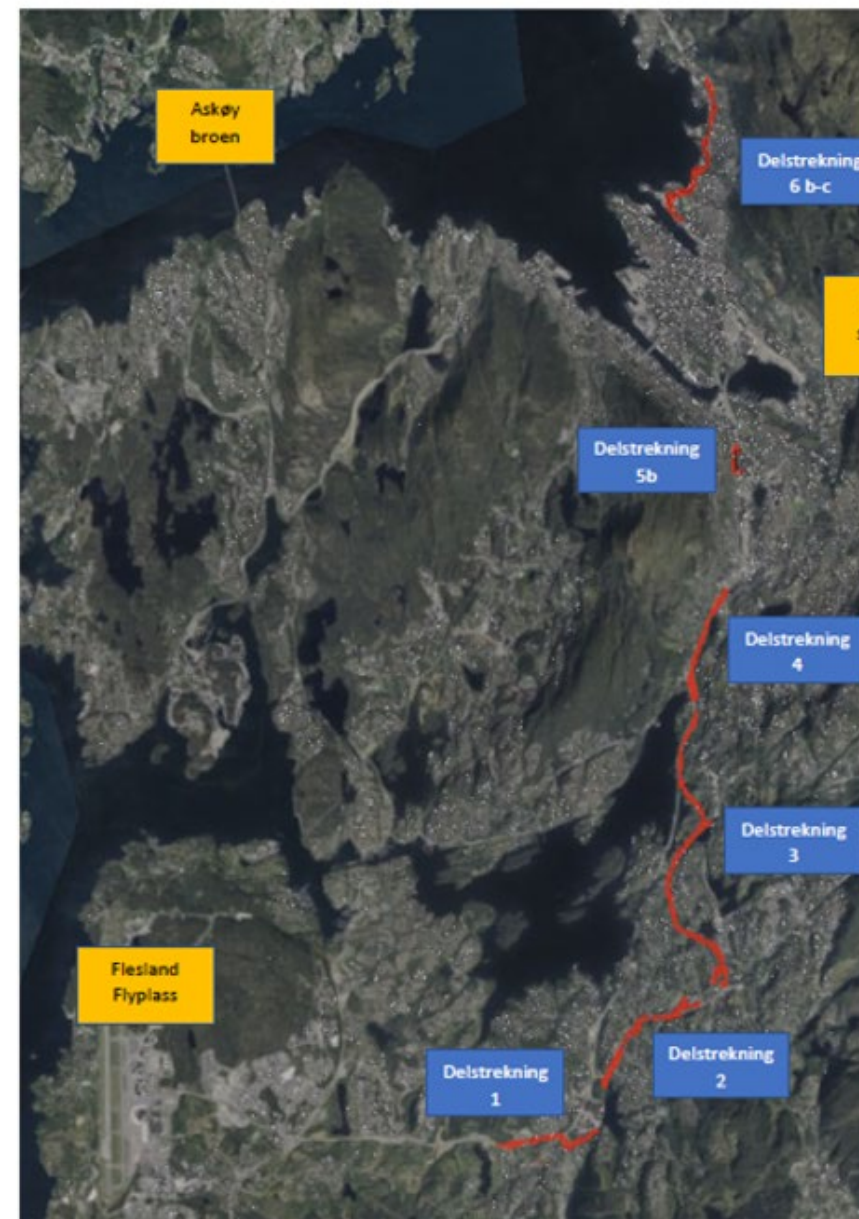 Askøy
broen
Delstrekning
6 b-c
Delstrekning
5b
Delstrekning
4
Delstrekning
3
Flesland
Flyplass
Delstrekning
2
Delstrekning
1